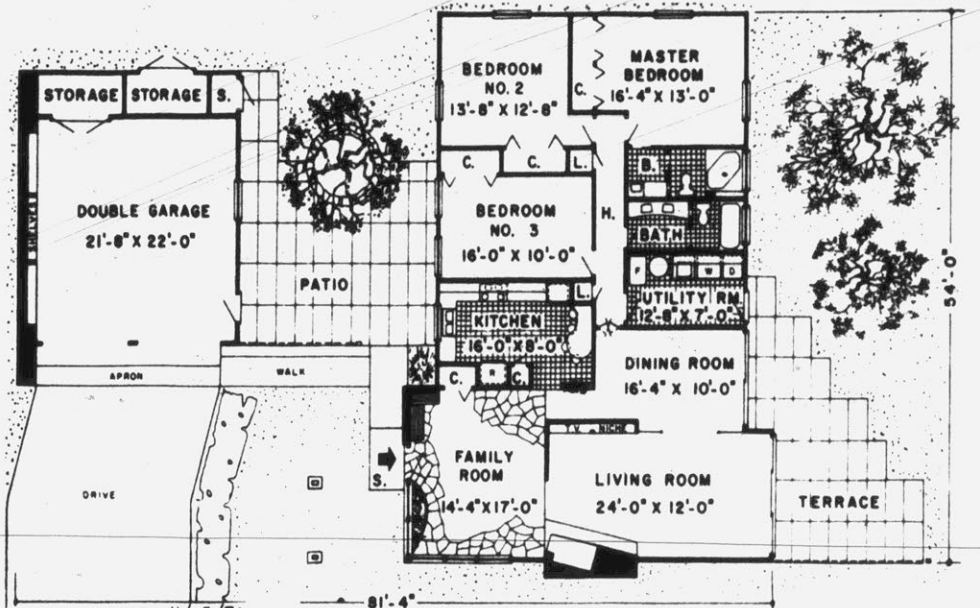 STORAGE
STORAGE
S.
DOUBLE GARAGE
21'-8" X 22'-0"
PATIO
APRON
WALK
DRIVE
S.
BEDROOM
NO. 2
13'-8" X 12'-8"
C.
MASTER
BEDROOM
16'-4" X 13'-0"
C.
C.
L.
B.
H.
BEDROOM
NO. 3
16'-0" X 10'-0"
BATH
L.
F
W
D
UTILITY RM.
12'-8" X 7'-0"
KITCHEN
16'-0" X 8'-0"
C.
R
C.
DINING ROOM
16'-4" X 10'-0"
T.V. NICHE
FAMILY
ROOM
14'-4" X 17'-0"
LIVING ROOM
24'-0" X 12'-0"
TERRACE
54'-0"
81'-4"